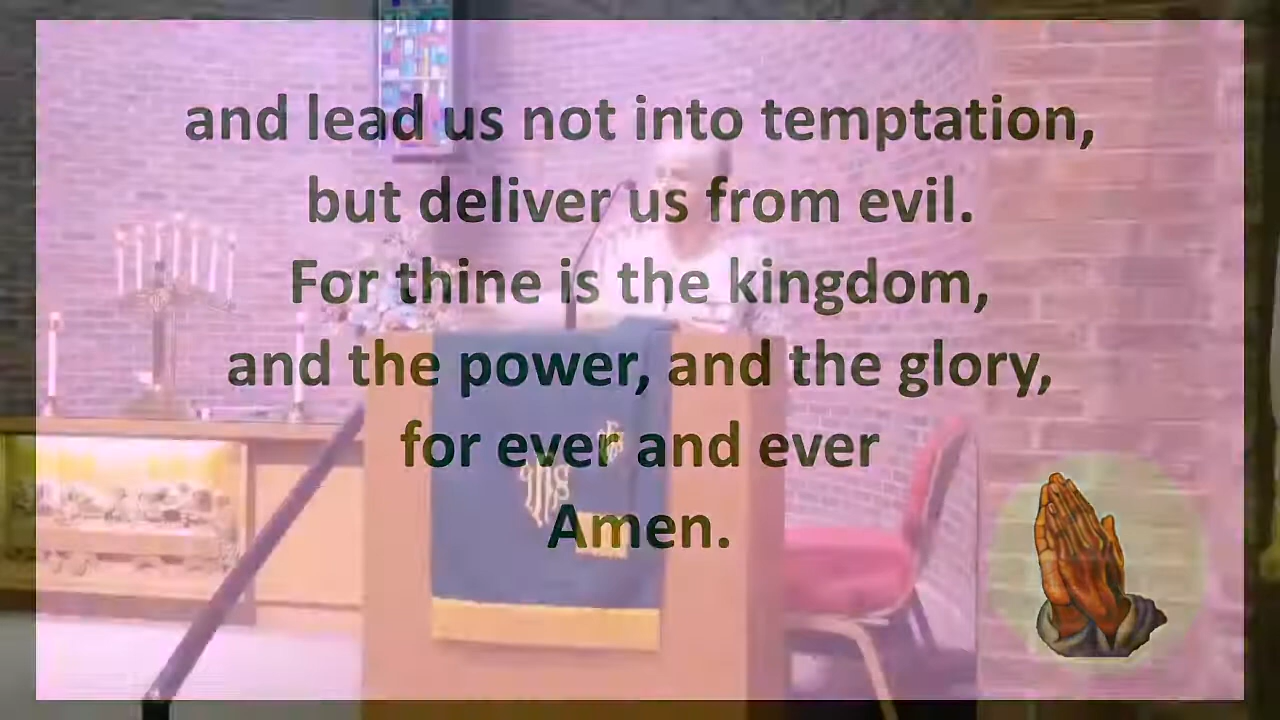 and lead us not into temptation,
but deliver us from evil.
For thine is the kingdom,
and the power, and the glory,
for ever and ever
Amen.
IHS